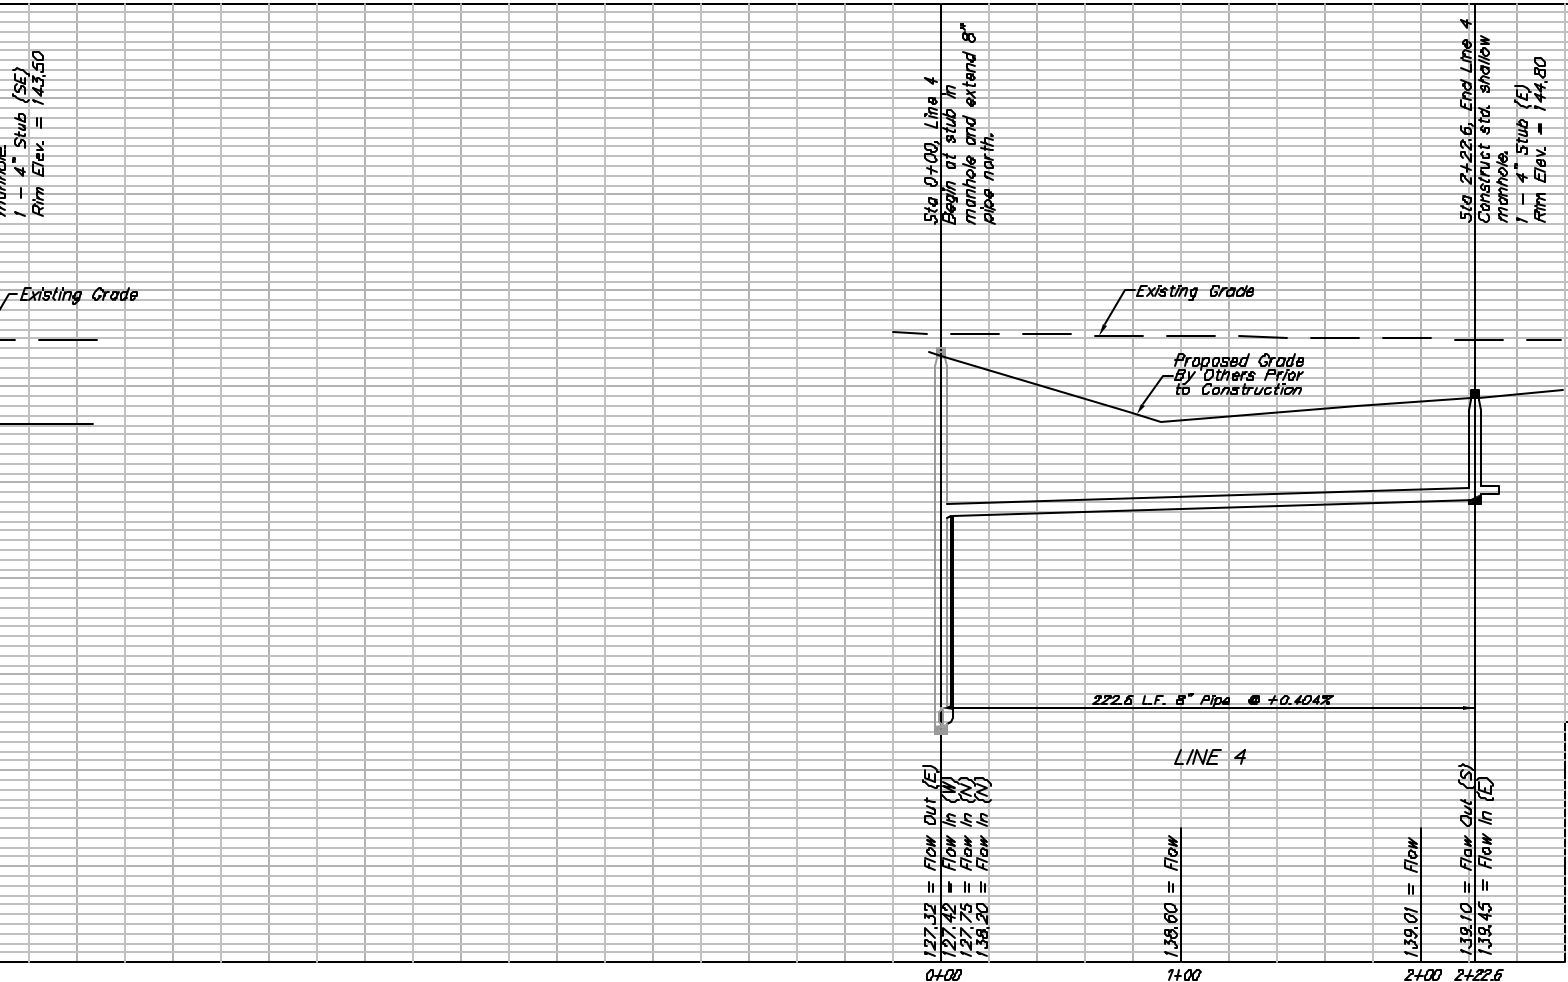 1 - 4" Stub (SE)
Rim Elev. = 143.50
Existing Grade
Sta 0+00, Line 4
Begin at stub in
manhole and extend 8"
pipe north.
Sta 2+22.6, End Line 4
Construct std. shallow
manhole.
1 - 4" Stub (E)
Rim Elev. = 144.80
Existing Grade
Proposed Grade
By Others Prior
to Construction
222.6 L.F. 8" Pipe @ +0.404%
LINE 4
127.32 = Flow Out (E)
127.42 = Flow In (W)
127.75 = Flow In (N)
138.20 = Flow In (N)
138.60 = Flow
139.01 = Flow
139.10 = Flow Out (S)
139.45 = Flow In (E)
0+00
1+00
2+00
2+22.6